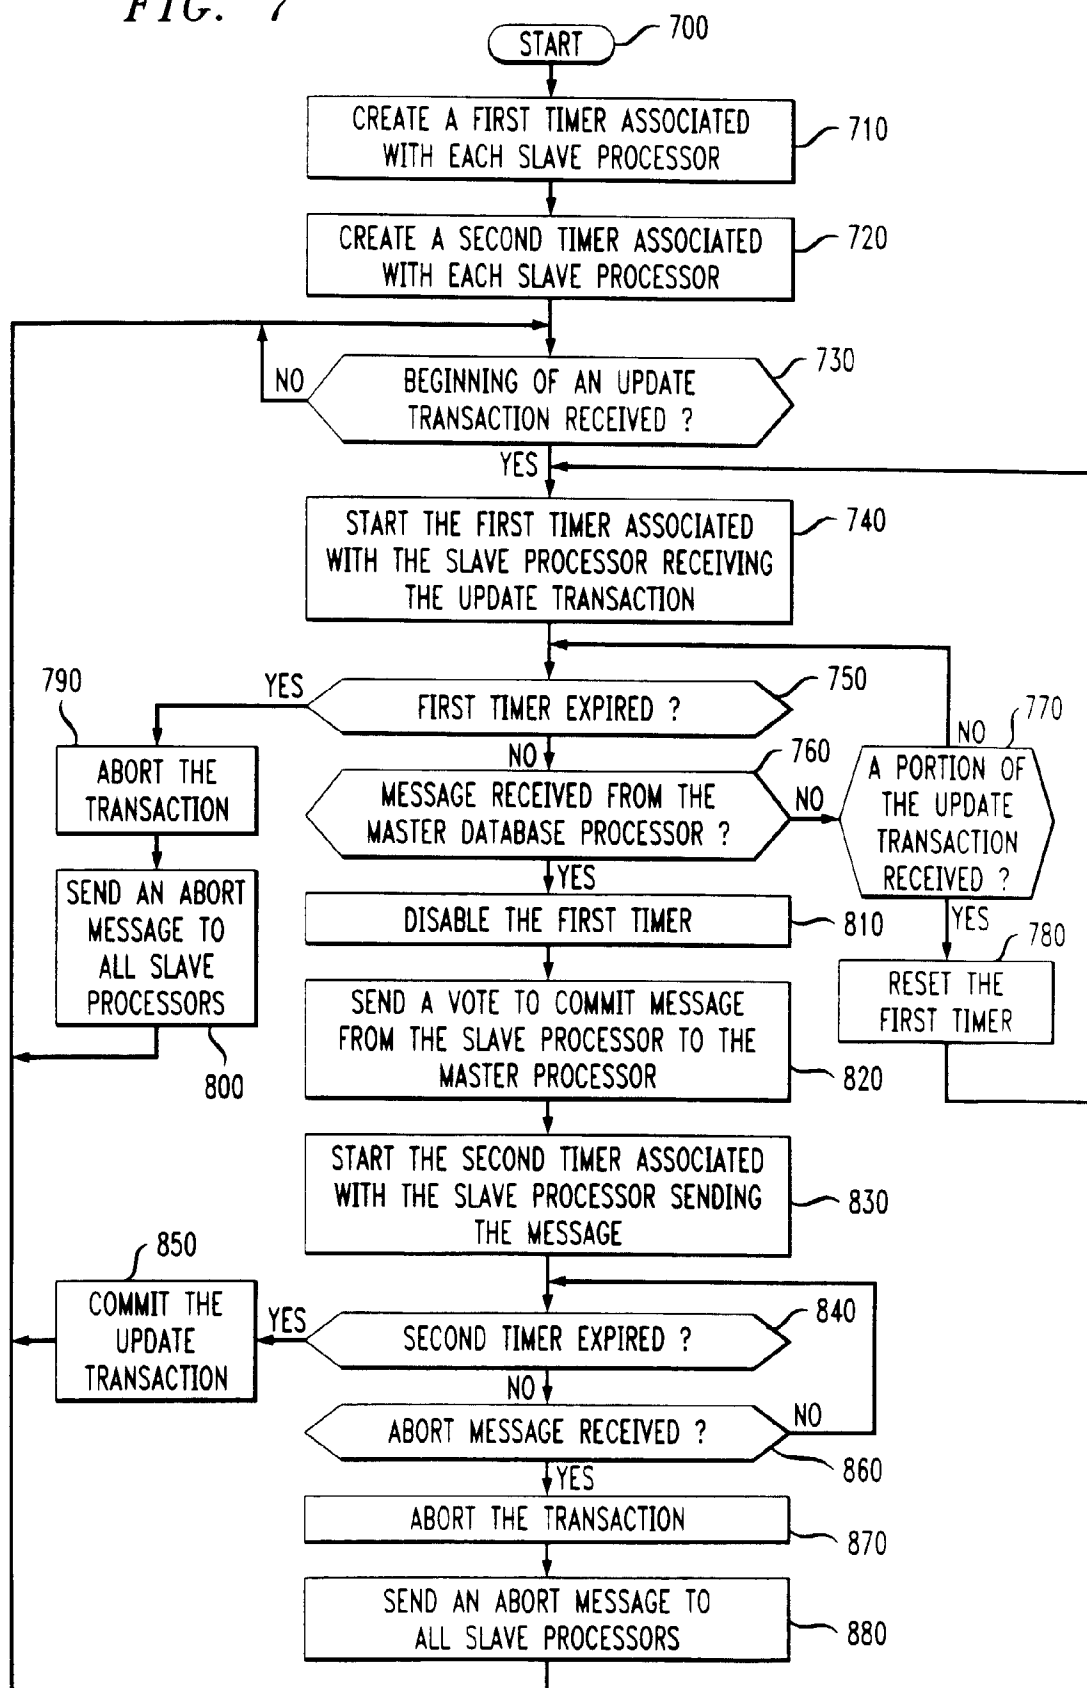 FIG. 7
START
700
CREATE A FIRST TIMER ASSOCIATED
WITH EACH SLAVE PROCESSOR
710
CREATE A SECOND TIMER ASSOCIATED
WITH EACH SLAVE PROCESSOR
720
BEGINNING OF AN UPDATE
TRANSACTION RECEIVED ?
730
NO
YES
START THE FIRST TIMER ASSOCIATED
WITH THE SLAVE PROCESSOR RECEIVING
THE UPDATE TRANSACTION
740
FIRST TIMER EXPIRED ?
750
YES
NO
790
ABORT THE
TRANSACTION
SEND AN ABORT
MESSAGE TO
ALL SLAVE
PROCESSORS
800
MESSAGE RECEIVED FROM THE
MASTER DATABASE PROCESSOR ?
760
NO
YES
A PORTION OF
THE UPDATE
TRANSACTION
RECEIVED ?
770
NO
YES
RESET THE
FIRST TIMER
780
DISABLE THE FIRST TIMER
810
SEND A VOTE TO COMMIT MESSAGE
FROM THE SLAVE PROCESSOR TO THE
MASTER PROCESSOR
820
START THE SECOND TIMER ASSOCIATED
WITH THE SLAVE PROCESSOR SENDING
THE MESSAGE
830
SECOND TIMER EXPIRED ?
840
YES
NO
850
COMMIT THE
UPDATE
TRANSACTION
ABORT MESSAGE RECEIVED ?
860
NO
YES
ABORT THE TRANSACTION
870
SEND AN ABORT MESSAGE TO
ALL SLAVE PROCESSORS
880